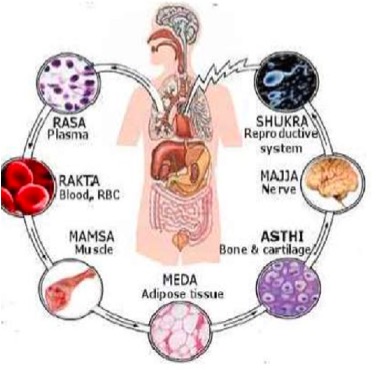 RASA
Plasma
RAKTA
Blood, RBC
MAMSA
Muscle
MEDA
Adipose tissue
ASTHI
Bone & cartilage
MAJJA
Nerve
SHUKRA
Reproductive
system